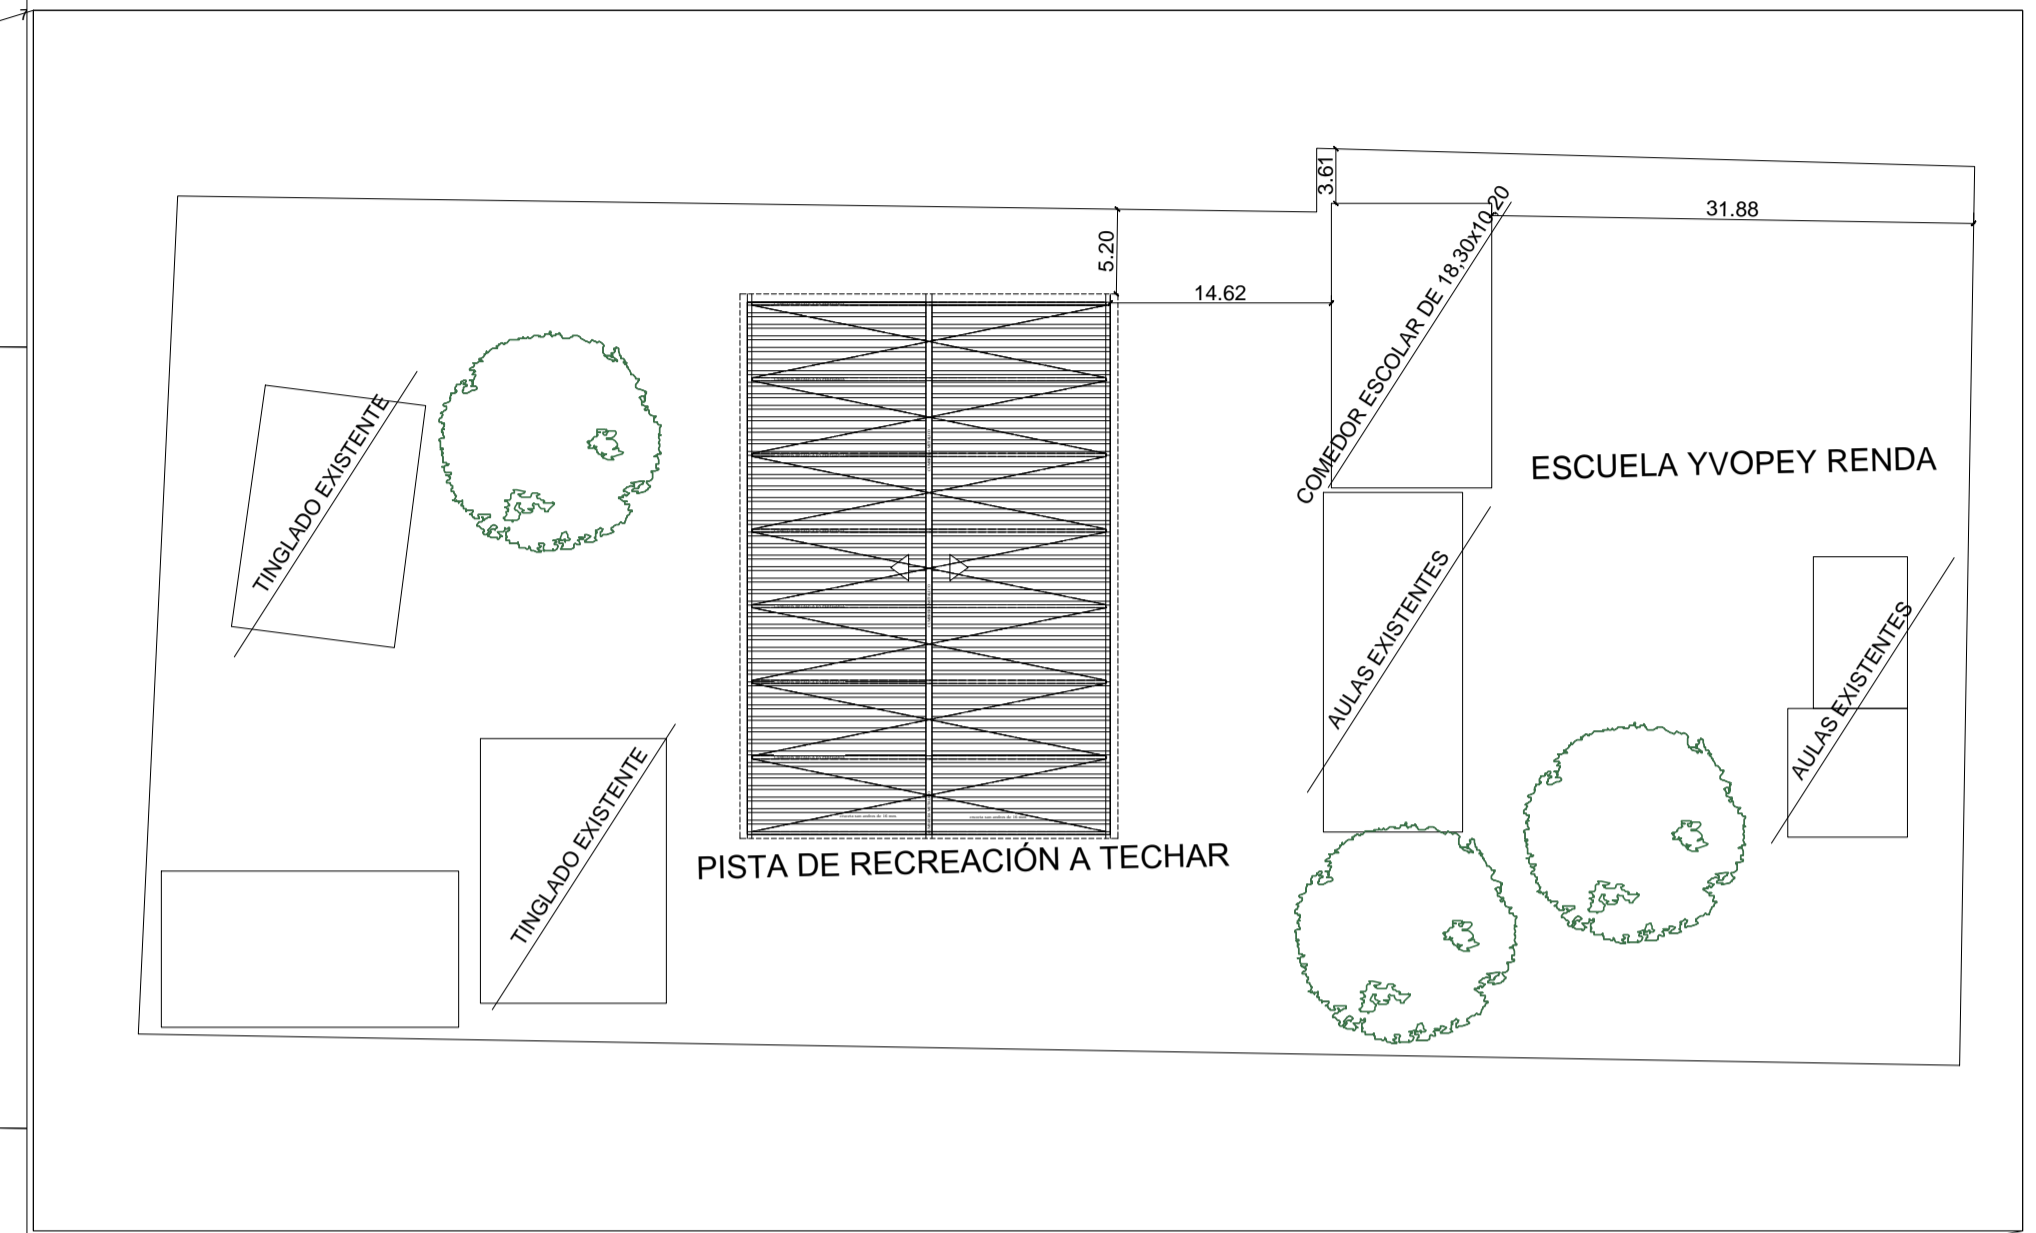 7
3.61
COMEDOR ESCOLAR DE 18,30x10,20
31.88
5.20
14.62
TINGLADO EXISTENTE
ESCUELA YVOPEY RENDA
AULAS EXISTENTES
AULAS EXISTENTES
TINGLADO EXISTENTE
PISTA DE RECREACIÓN A TECHAR